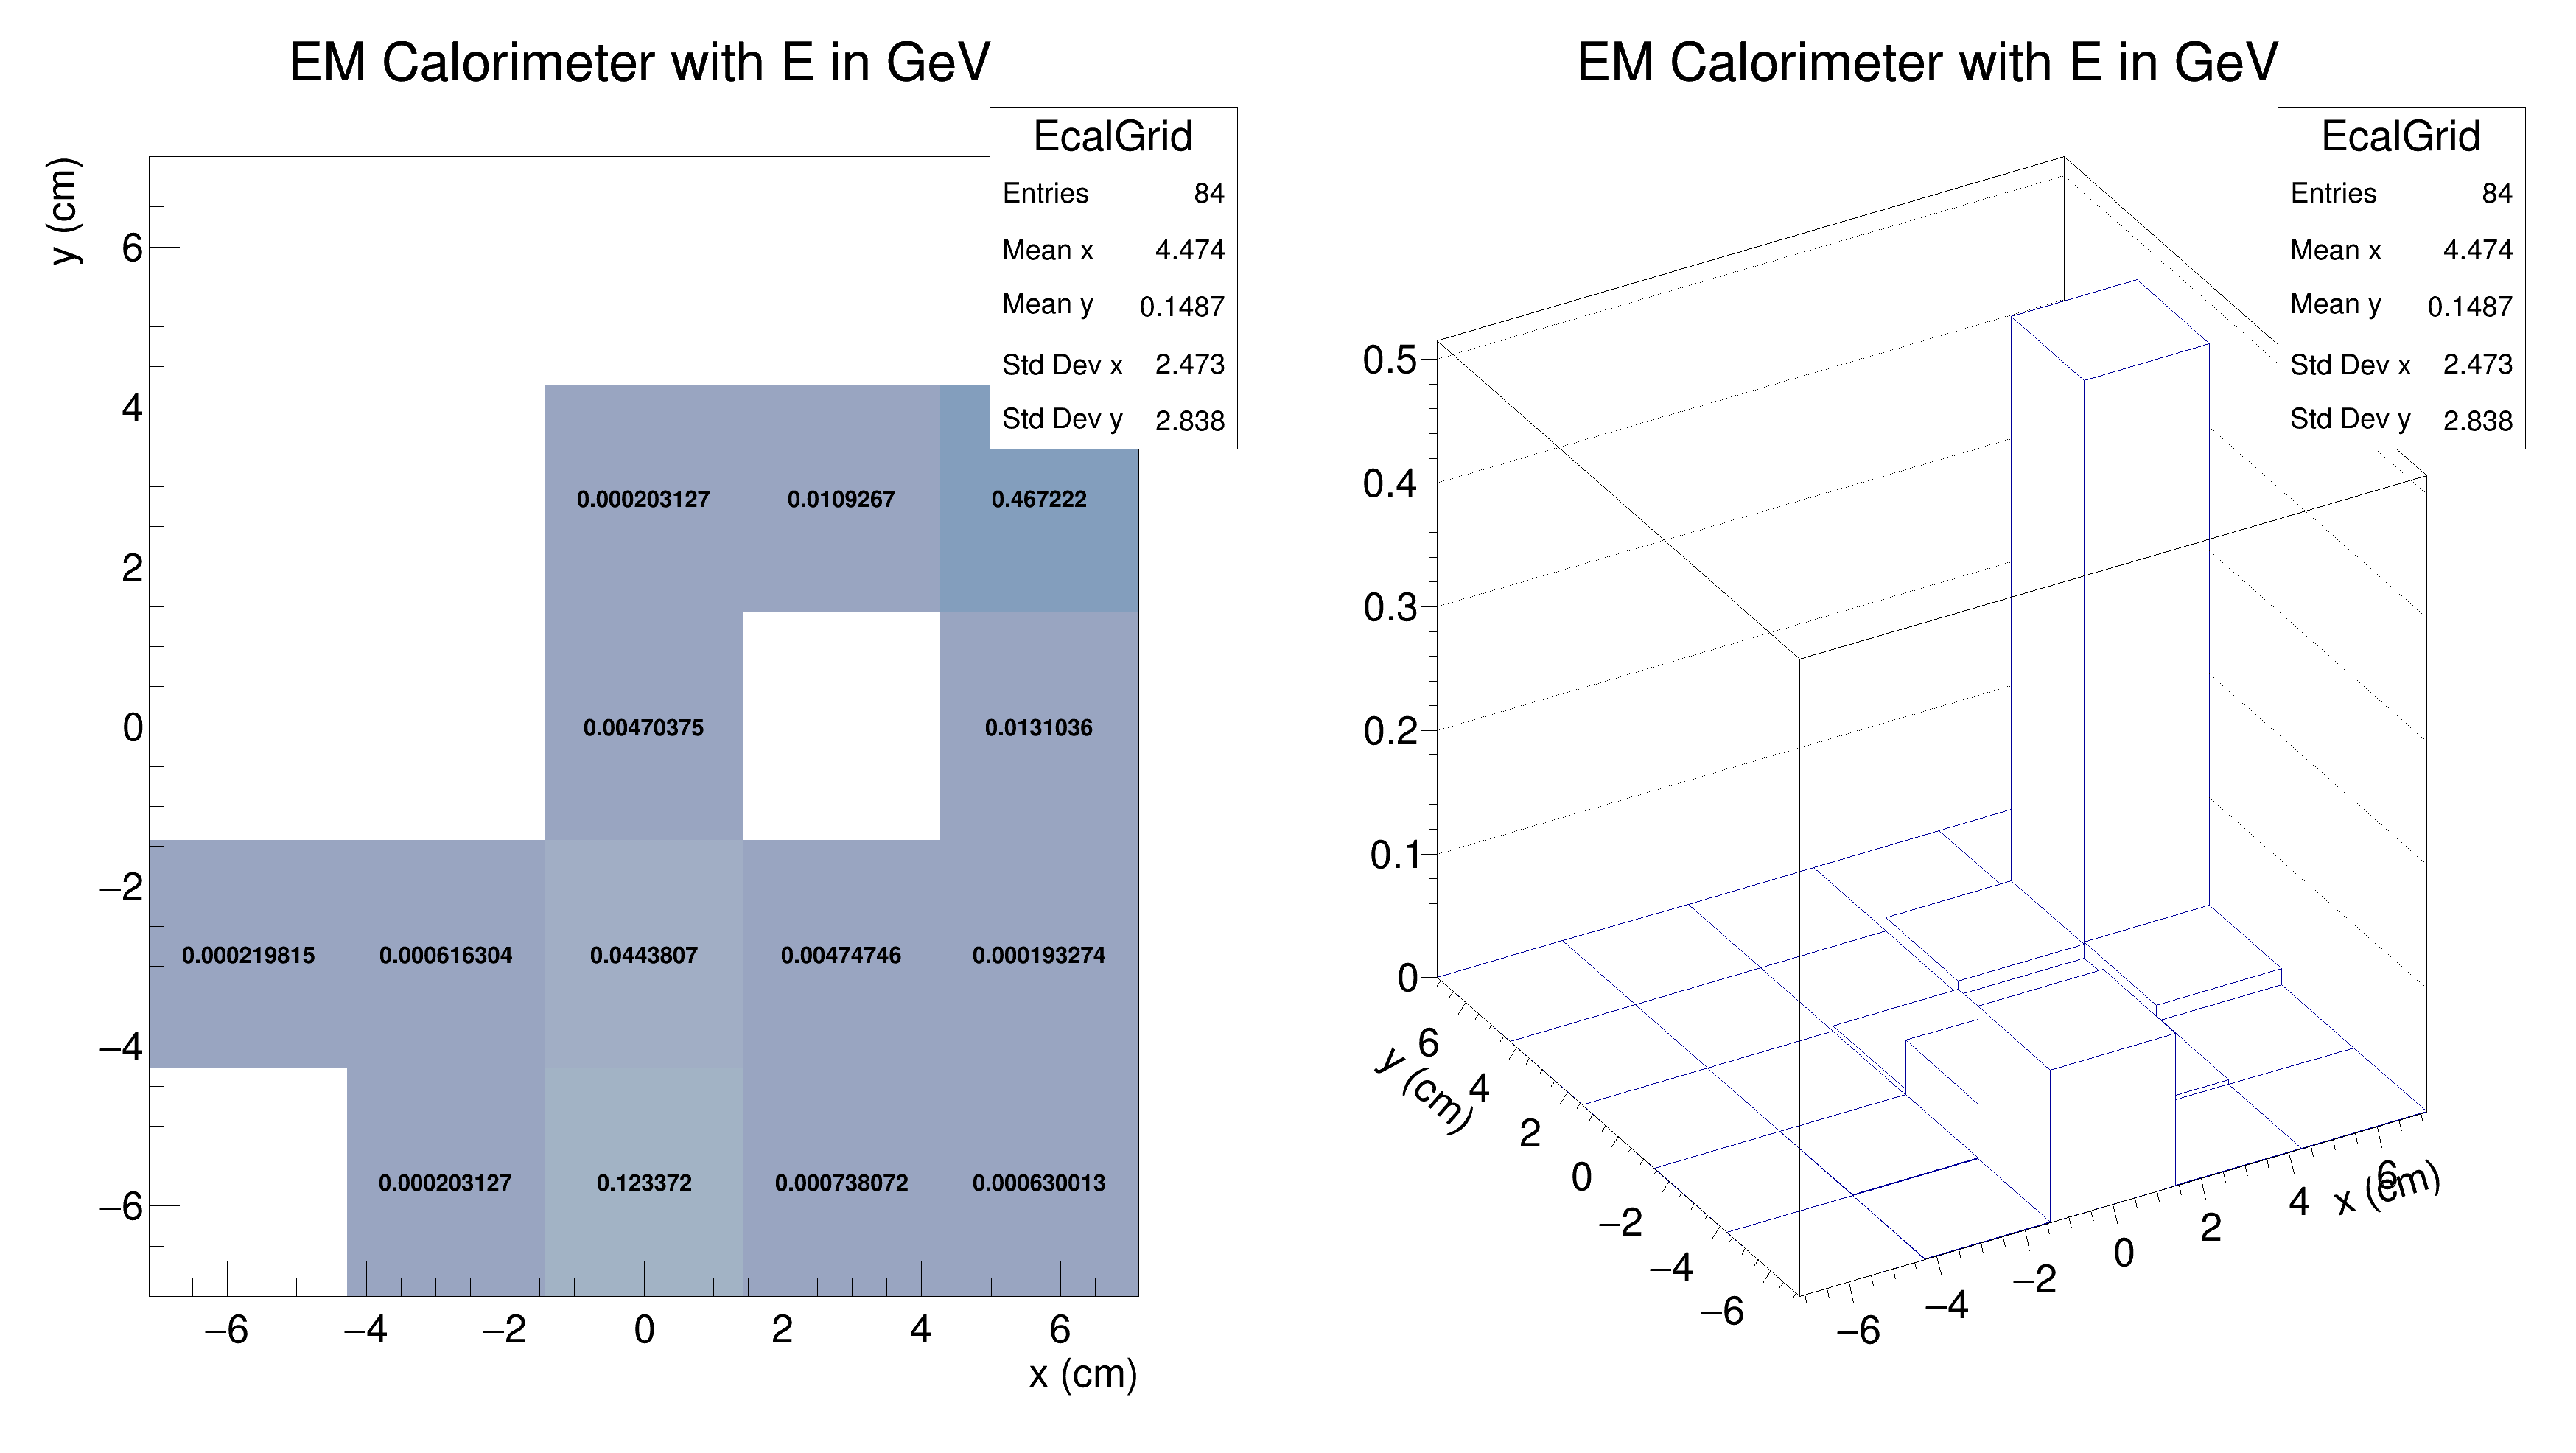 EM Calorimeter with E in GeV
EcalGrid
Entries 84
Mean x 4.474
Mean y 0.1487
Std Dev x 2.473
Std Dev y 2.838
y (cm)
6
4
2
0
−2
−4
−6
0.000203127 0.0109267 0.467222
0.00470375 0.0131036
0.000219815 0.000616304 0.0443807 0.00474746 0.000193274
0.000203127 0.123372 0.000738072 0.000630013
−6 −4 −2 0 2 4 6
x (cm)
EM Calorimeter with E in GeV
EcalGrid
Entries 84
Mean x 4.474
Mean y 0.1487
Std Dev x 2.473
Std Dev y 2.838
0.5
0.4
0.3
0.2
0.1
0
6
4
2
0
−2
−4
−6
y (cm)
−6 −4 −2 0 2 4 6
x (cm)